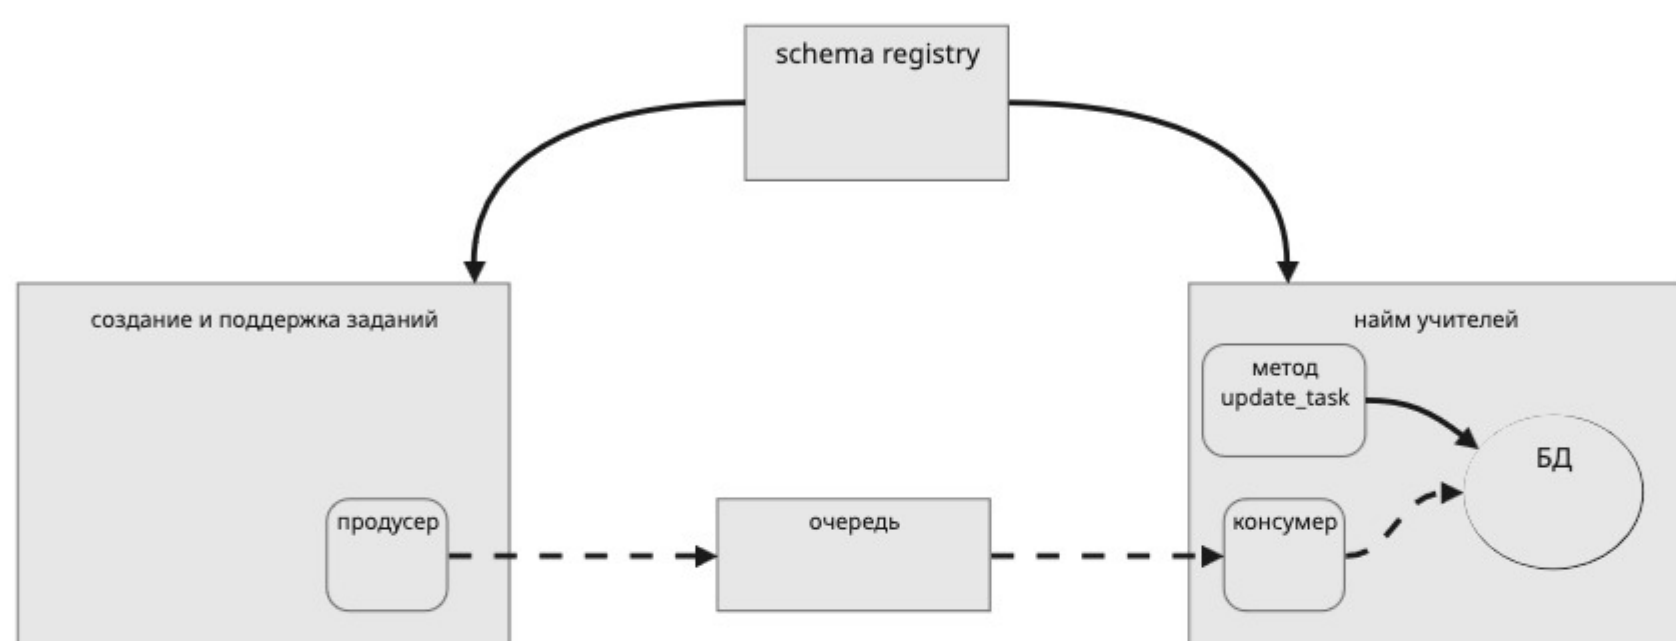 schema registry
создание и поддержка заданий
найм учителей
метод
update_task
БД
продусер
очередь
консумер